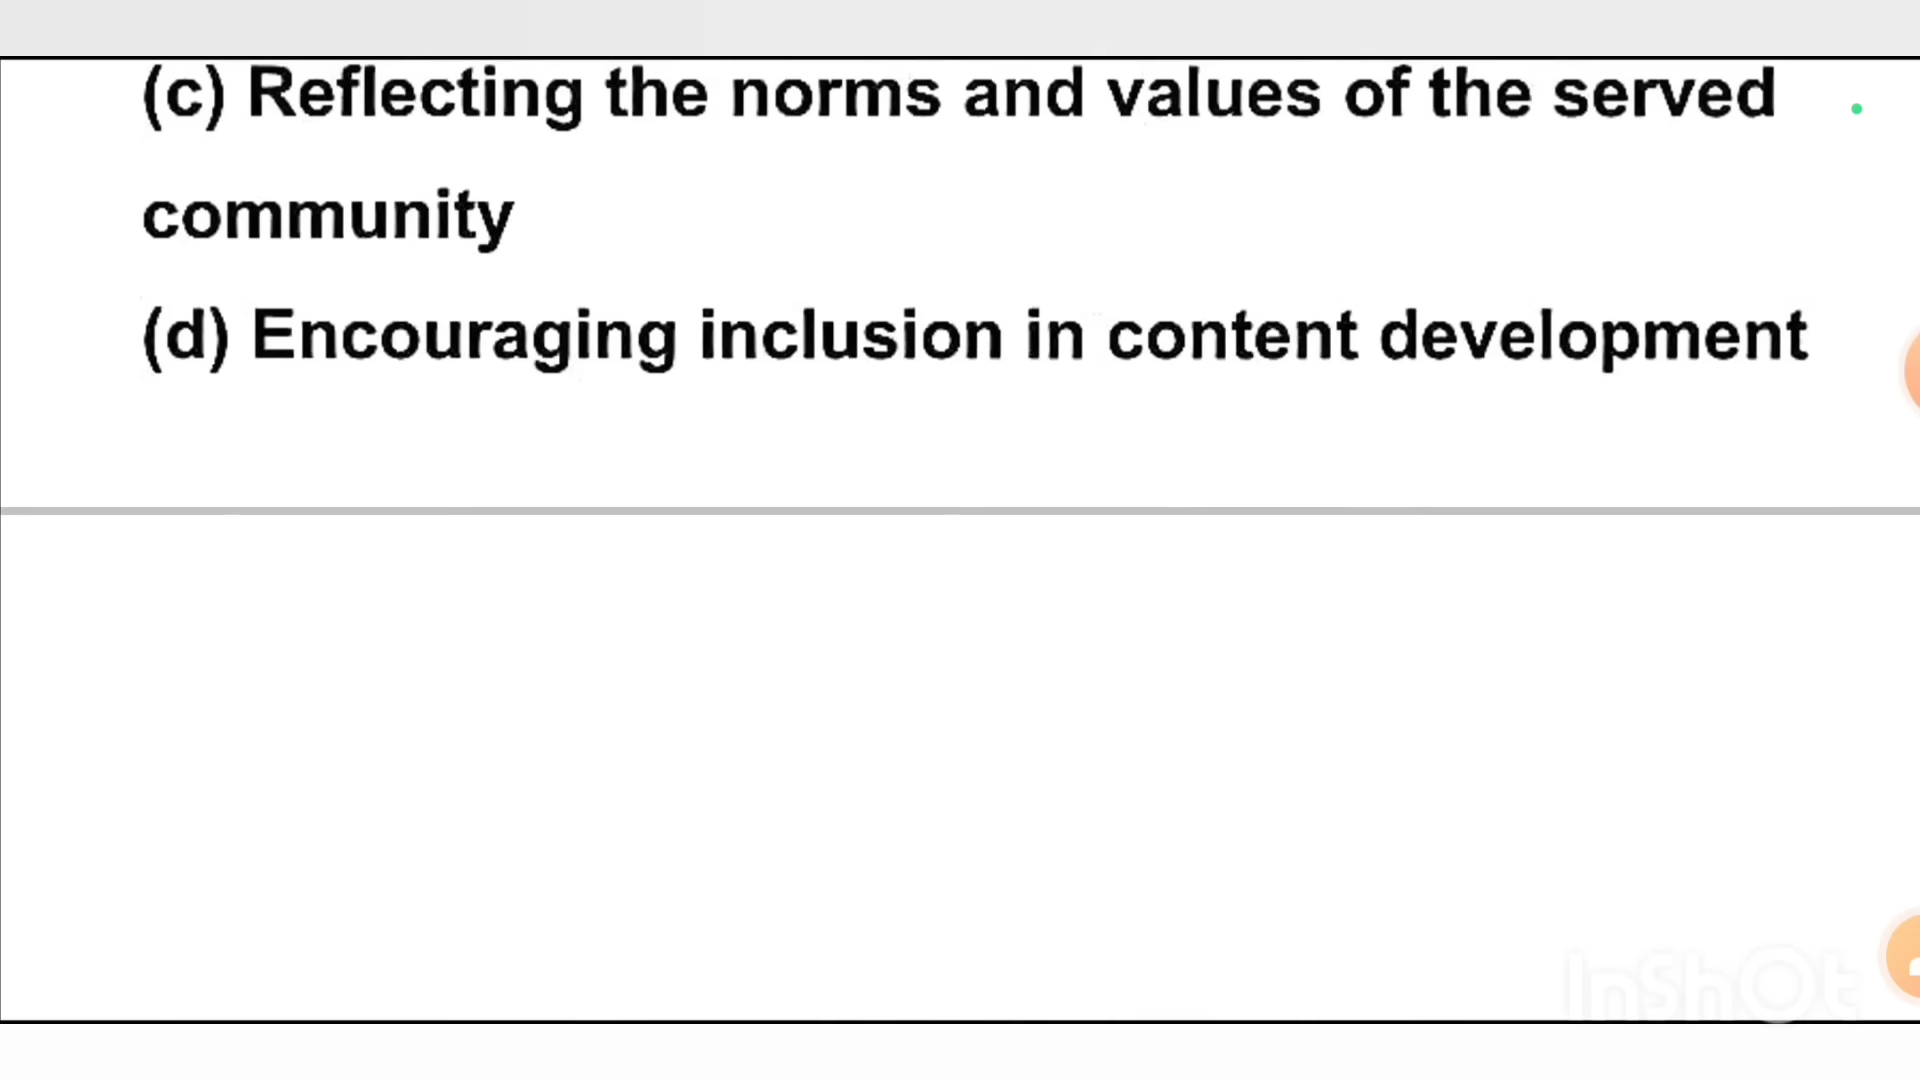 (c) Reflecting the norms and values of the served
community
(d) Encouraging inclusion in content development
InShOt